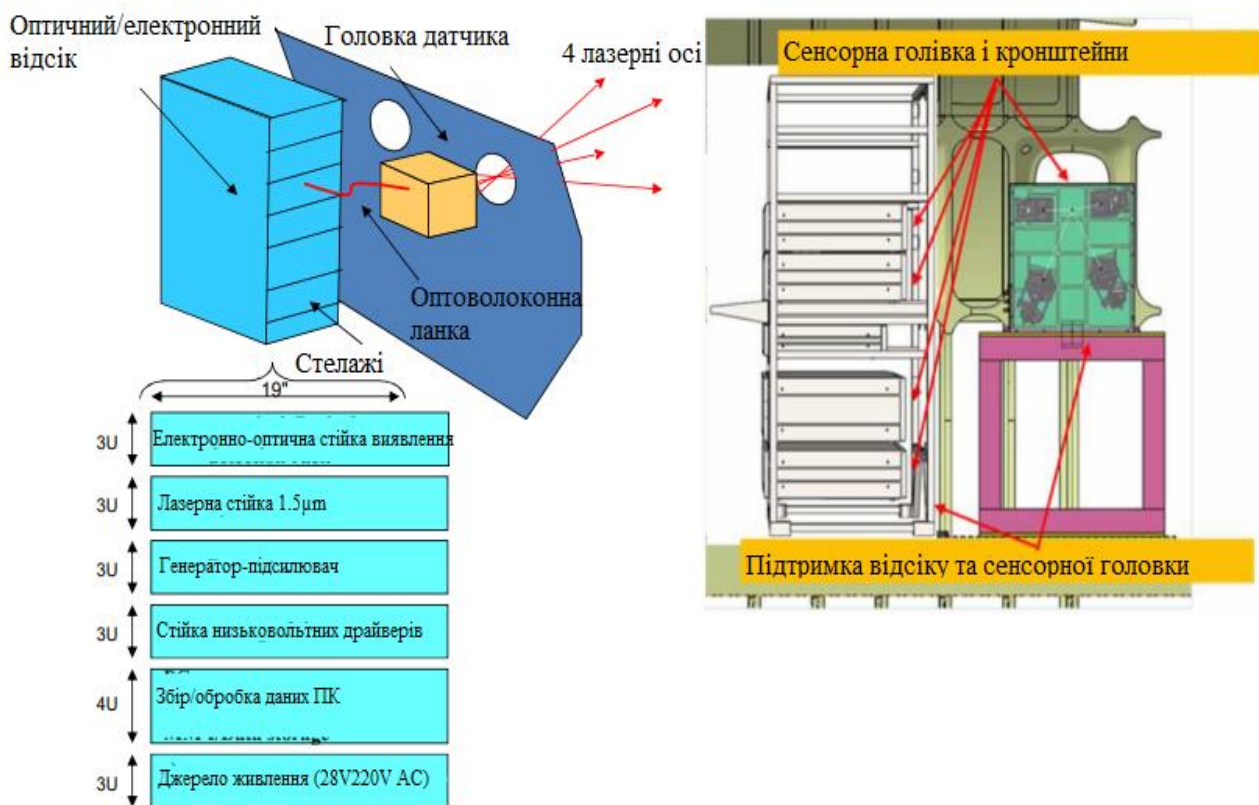 Оптичний/електронний
відсік
Головка датчика
4 лазерні осі
Оптоволоконна
ланка
Стелажі
19"
3U
Електронно-оптична стійка виявлення
3U
Лазерна стійка 1.5µm
3U
Генератор-підсилювач
3U
Стійка низьковольтних драйверів
4U
Збір/обробка даних ПК
3U
Джерело живлення (28V220V AC)
Сенсорна голівка і кронштейни
Підтримка відсіку та сенсорної головки